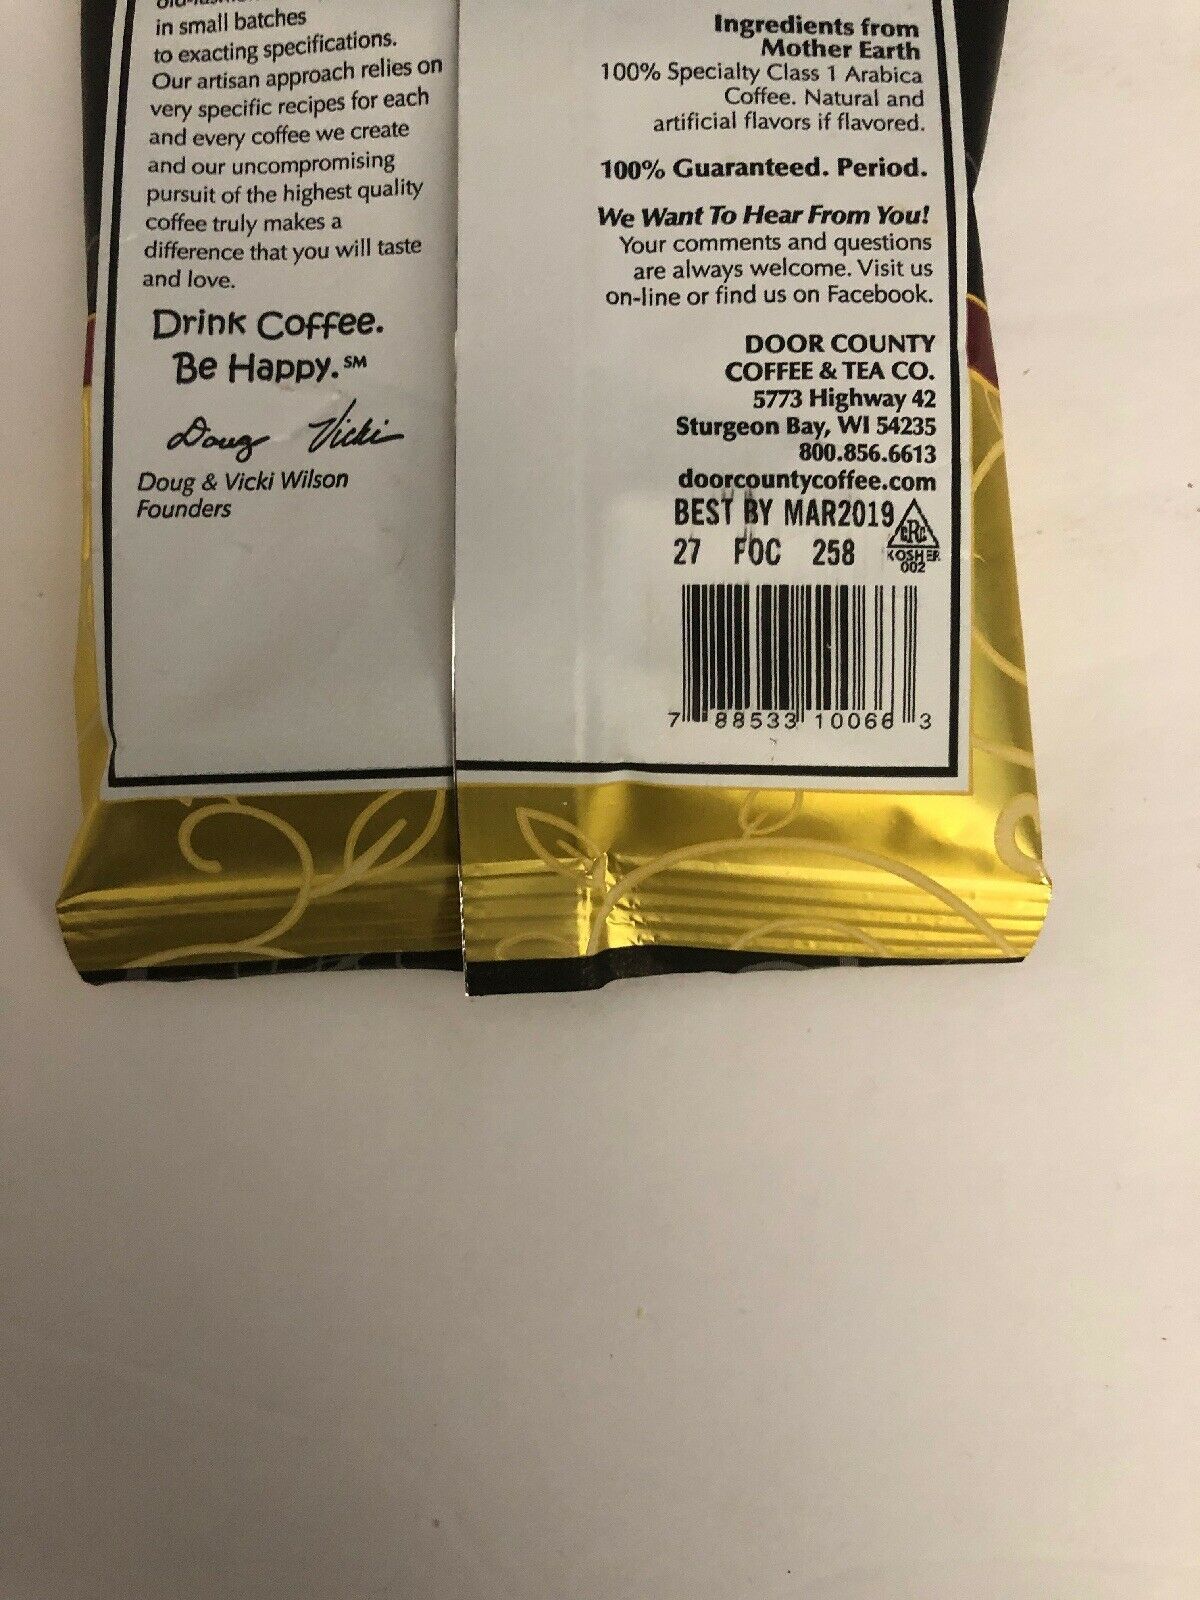 in small batches
to exacting specifications.
Our artisan approach relies on
very specific recipes for each
and every coffee we create
and our uncompromising
pursuit of the highest quality
coffee truly makes a
difference that you will taste
and love.
Drink Coffee.
Be Happy.℠
Doug Vicki
Doug & Vicki Wilson
Founders
Ingredients from
Mother Earth
100% Specialty Class 1 Arabica
Coffee. Natural and
artificial flavors if flavored.
100% Guaranteed. Period.
We Want To Hear From You!
Your comments and questions
are always welcome. Visit us
on-line or find us on Facebook.
DOOR COUNTY
COFFEE & TEA CO.
5773 Highway 42
Sturgeon Bay, WI 54235
800.856.6613
doorcountycoffee.com
BEST BY MAR2019
27 FOC 258
cRc
KOSHER
002
7 88533 10066 3